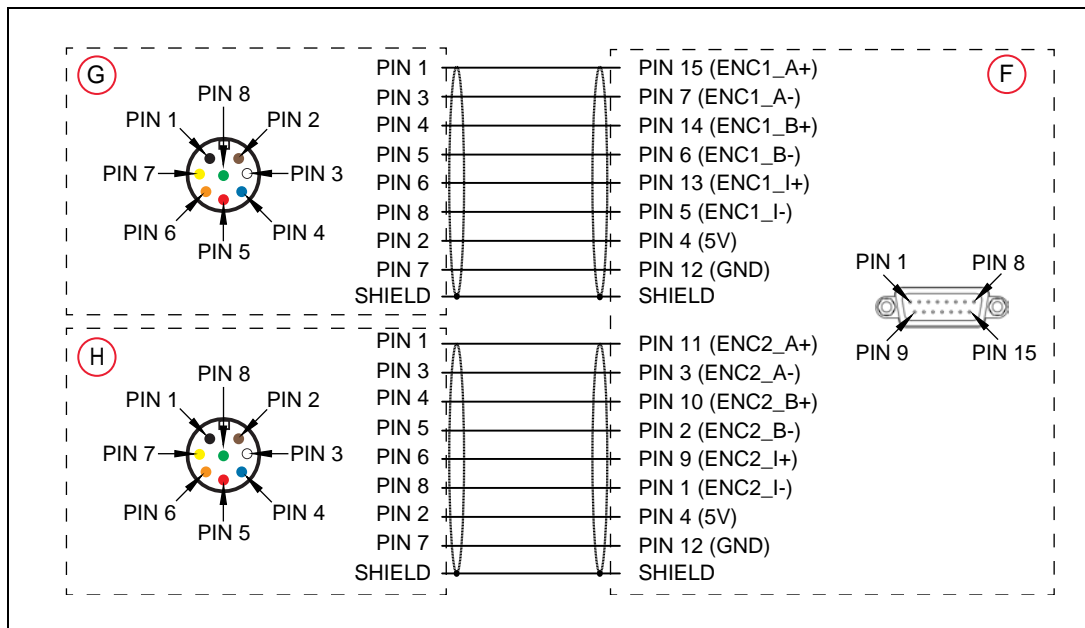 G
PIN 8
PIN 1
PIN 2
PIN 7
PIN 3
PIN 6
PIN 4
PIN 5
PIN 1
PIN 3
PIN 4
PIN 5
PIN 6
PIN 8
PIN 2
PIN 7
SHIELD
F
PIN 15 (ENC1_A+)
PIN 7 (ENC1_A-)
PIN 14 (ENC1_B+)
PIN 6 (ENC1_B-)
PIN 13 (ENC1_I+)
PIN 5 (ENC1_I-)
PIN 4 (5V)
PIN 12 (GND)
SHIELD
PIN 1
PIN 8
PIN 9
PIN 15
H
PIN 8
PIN 1
PIN 2
PIN 7
PIN 3
PIN 6
PIN 4
PIN 5
PIN 1
PIN 3
PIN 4
PIN 5
PIN 6
PIN 8
PIN 2
PIN 7
SHIELD
PIN 11 (ENC2_A+)
PIN 3 (ENC2_A-)
PIN 10 (ENC2_B+)
PIN 2 (ENC2_B-)
PIN 9 (ENC2_I+)
PIN 1 (ENC2_I-)
PIN 4 (5V)
PIN 12 (GND)
SHIELD